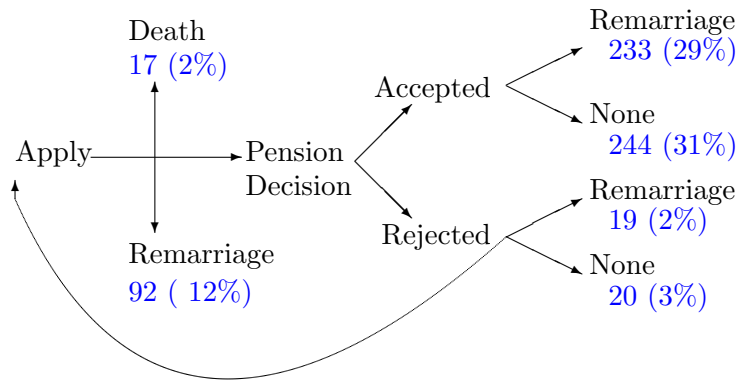 Death
17 (2%)
Apply
Remarriage
92 ( 12%)
Pension
Decision
Accepted
Rejected
Remarriage
233 (29%)
None
244 (31%)
Remarriage
19 (2%)
None
20 (3%)